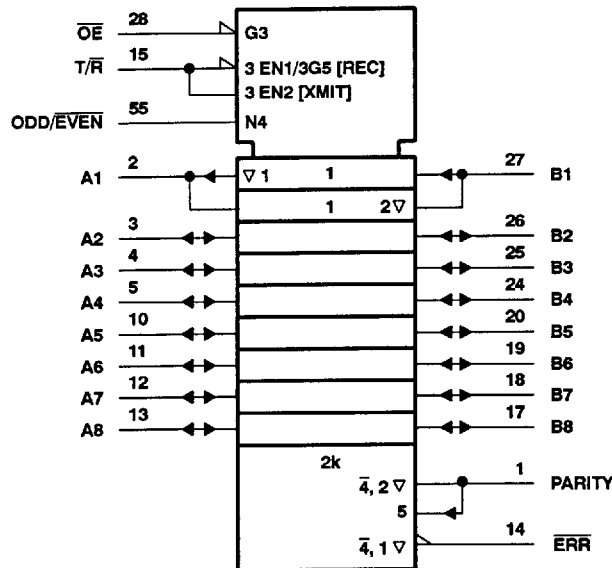 OE 28 G3
T/R 15 3 EN1/3G5 [REC]
3 EN2 [XMIT]
ODD/EVEN 55 N4
A1 2 ▽ 1 1 27 B1
1 2 ▽
A2 3 26 B2
A3 4 25 B3
A4 5 24 B4
A5 10 20 B5
A6 11 19 B6
A7 12 18 B7
A8 13 17 B8
2k
4, 2 ▽ 1 PARITY
5
4, 1 ▽ 14 ERR